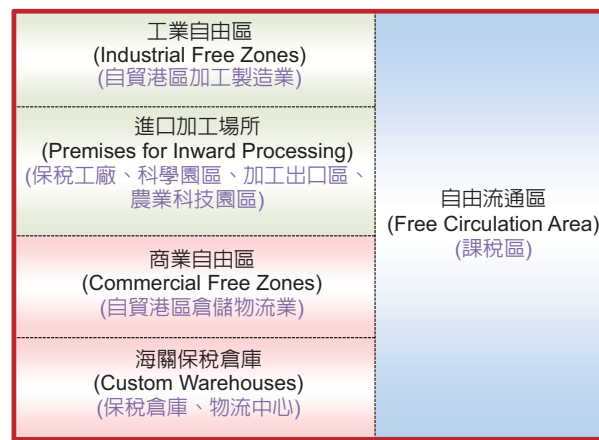 工業自由區
(Industrial Free Zones)
(自貿港區加工製造業)
進口加工場所
(Premises for Inward Processing)
(保稅工廠、科學園區、加工出口區、
農業科技園區)
商業自由區
(Commercial Free Zones)
(自貿港區倉儲物流業)
海關保稅倉庫
(Custom Warehouses)
(保稅倉庫、物流中心)
自由流通區
(Free Circulation Area)
(課稅區)